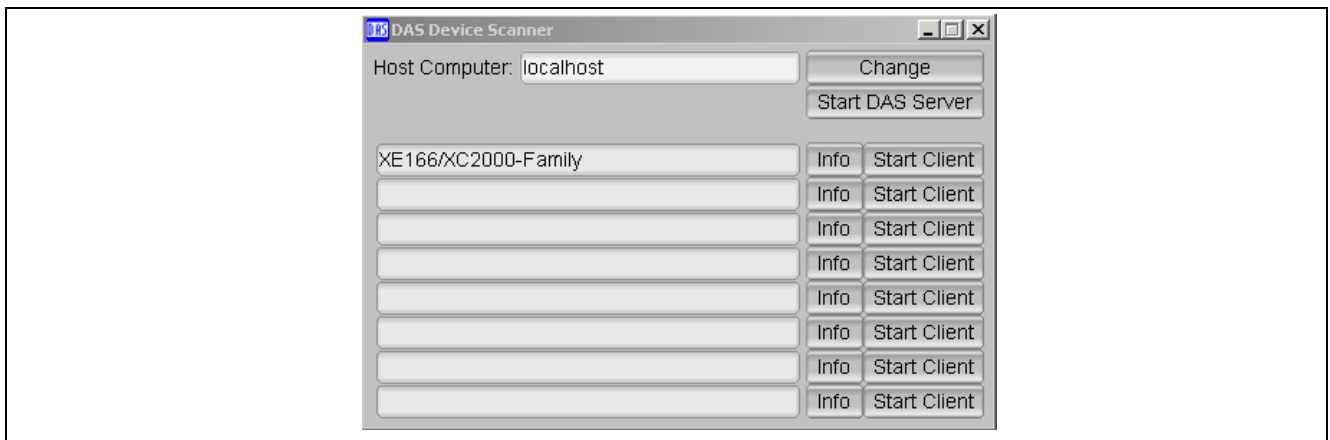 DAS DAS Device Scanner
Host Computer: localhost Change
Start DAS Server
XE166/XC2000-Family Info Start Client
Info Start Client
Info Start Client
Info Start Client
Info Start Client
Info Start Client
Info Start Client
Info Start Client